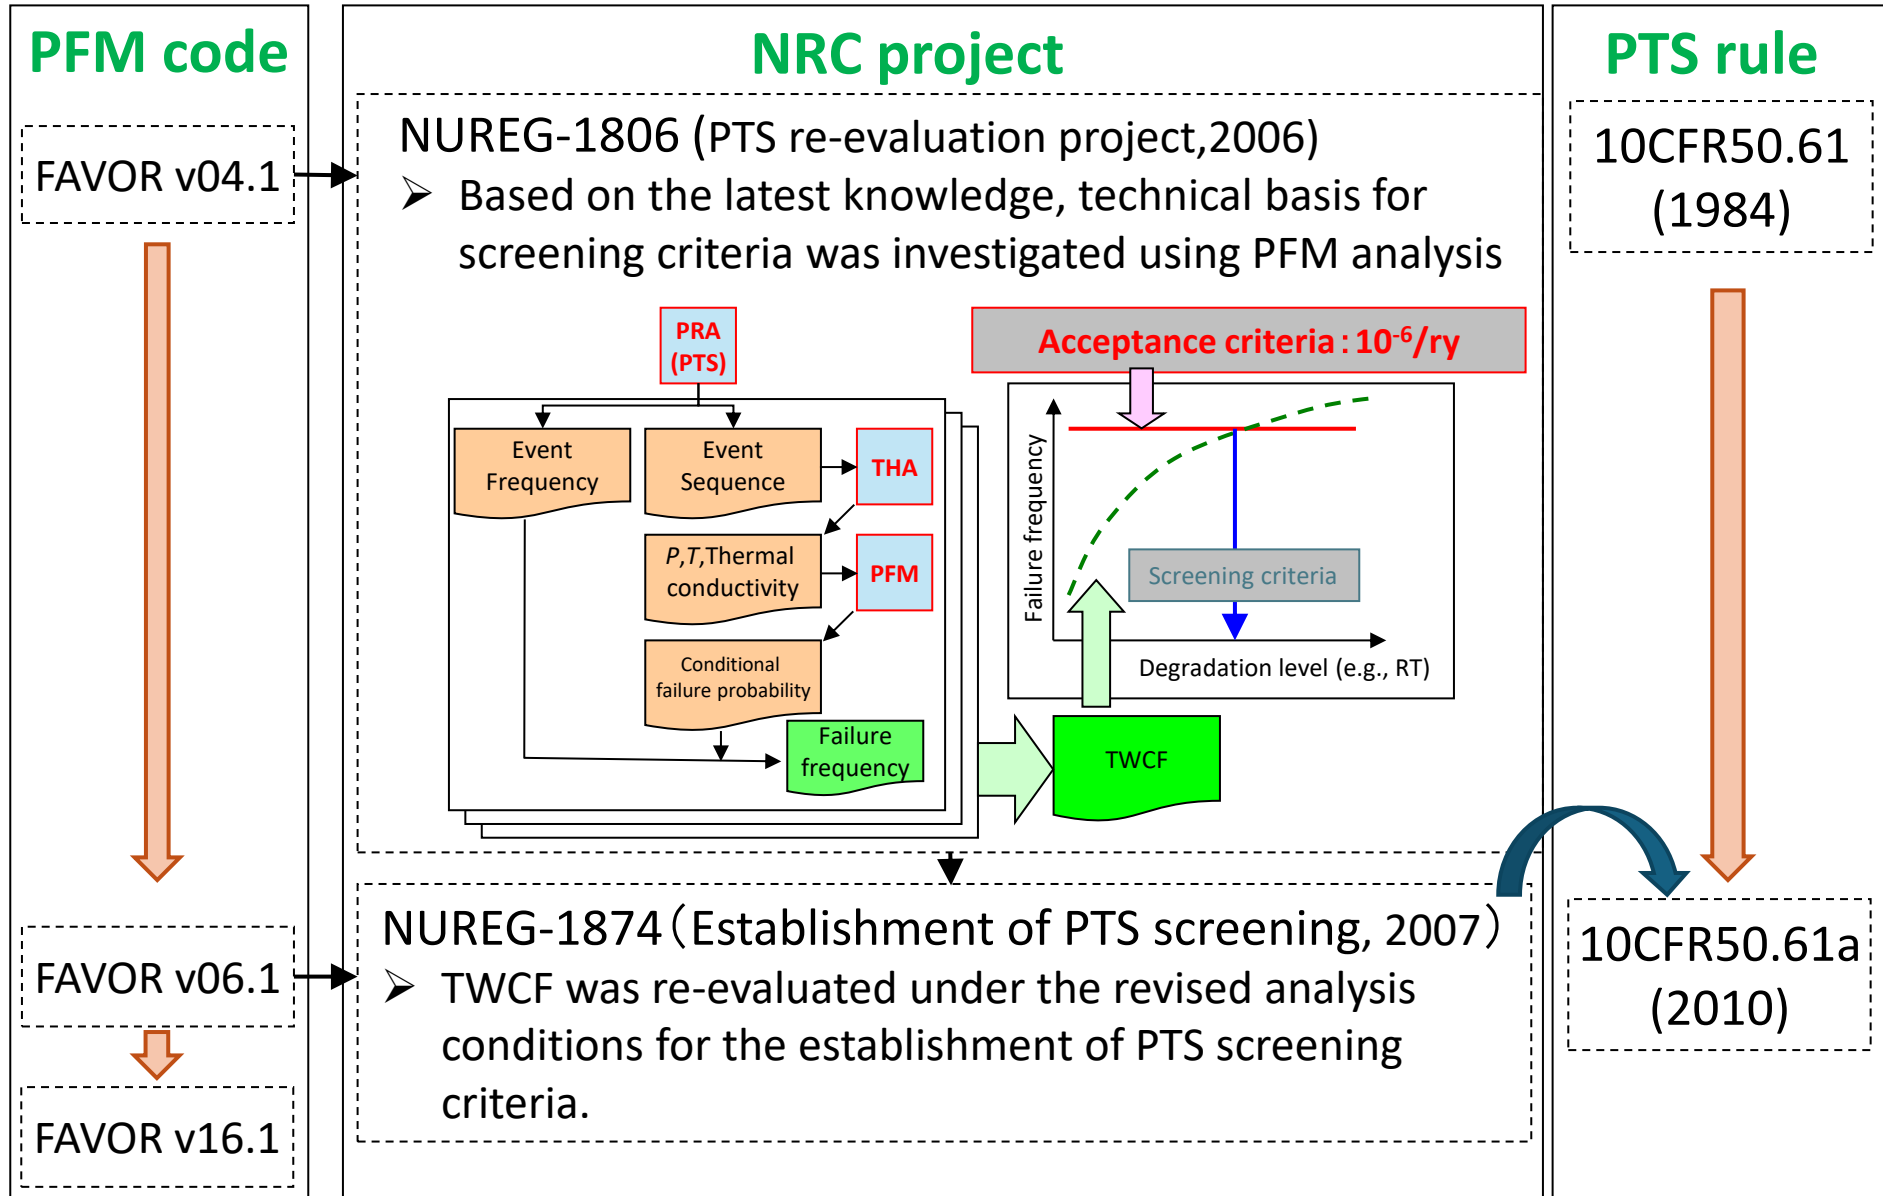 PFM code
FAVOR v04.1
FAVOR v06.1
FAVOR v16.1
NRC project
NUREG-1806 (PTS re-evaluation project,2006)
➢ Based on the latest knowledge, technical basis for
screening criteria was investigated using PFM analysis
PRA
(PTS)
Event
Frequency
Event
Sequence
THA
P,T,Thermal
conductivity
PFM
Conditional
failure probability
Failure
frequency
Acceptance criteria：10⁻⁶/ry
Failure frequency
Screening criteria
Degradation level (e.g., RT)
TWCF
NUREG-1874（Establishment of PTS screening, 2007）
➢ TWCF was re-evaluated under the revised analysis
conditions for the establishment of PTS screening
criteria.
PTS rule
10CFR50.61
(1984)
10CFR50.61a
(2010)